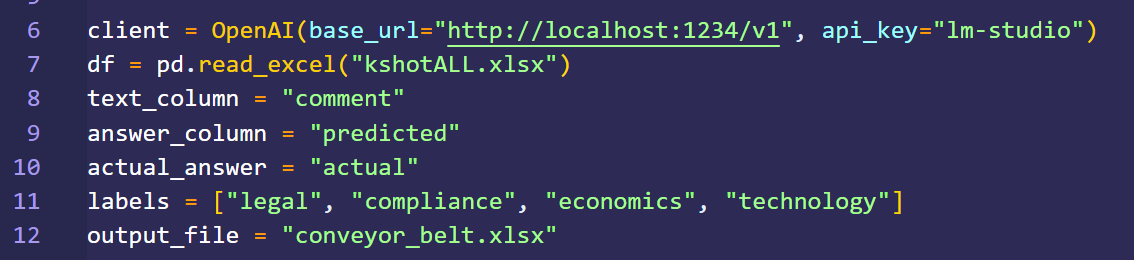 6 client = OpenAI(base_url="http://localhost:1234/v1", api_key="lm-studio")
7 df = pd.read_excel("kshotALL.xlsx")
8 text_column = "comment"
9 answer_column = "predicted"
10 actual_answer = "actual"
11 labels = ["legal", "compliance", "economics", "technology"]
12 output_file = "conveyor_belt.xlsx"